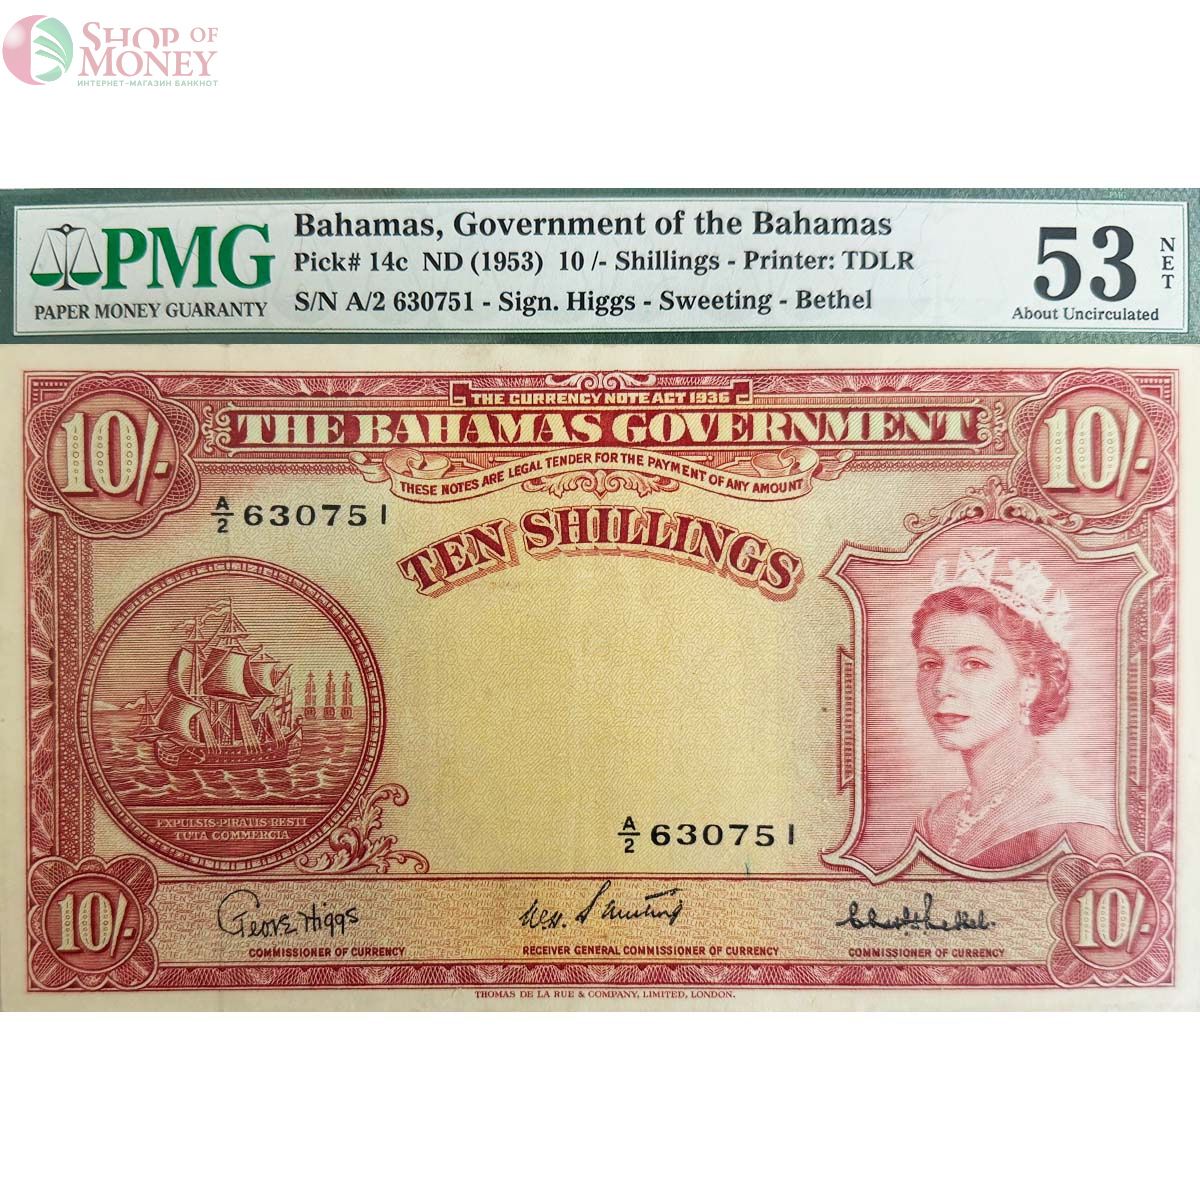 SHOP OF
MONEY
ИНТЕРНЕТ-МАГАЗИН БАНКНОТ
PMG
PAPER MONEY GUARANTY
Bahamas, Government of the Bahamas
Pick# 14c ND (1953) 10 /- Shillings - Printer: TDLR
S/N A/2 630751 - Sign. Higgs - Sweeting - Bethel
53
NET
About Uncirculated
THE CURRENCY NOTE ACT 1936
10/- THE BAHAMAS GOVERNMENT 10/-
THESE NOTES ARE LEGAL TENDER FOR THE PAYMENT OF ANY AMOUNT
A/2 630751
TEN SHILLINGS
EXPULSIS·PIRATIS·RESTI
TUTA COMMERCIA
A/2 630751
10/- 10/-
George Higgs
COMMISSIONER OF CURRENCY
RECEIVER GENERAL COMMISSIONER OF CURRENCY
COMMISSIONER OF CURRENCY
THOMAS DE LA RUE & COMPANY, LIMITED, LONDON.